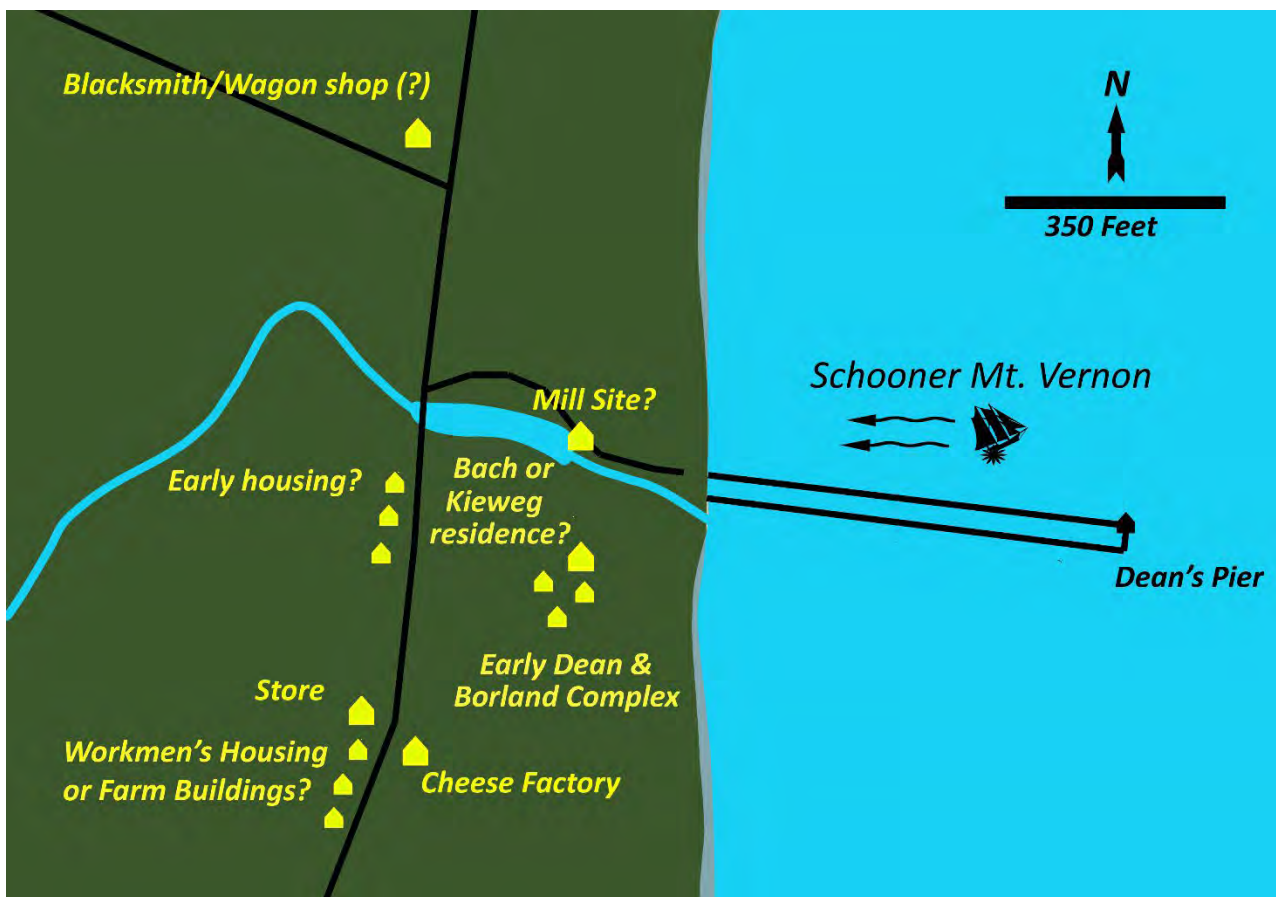 Blacksmith/Wagon shop (?)
N
350 Feet
Schooner Mt. Vernon
Mill Site?
Early housing?
Bach or
Kieweg
residence?
Dean’s Pier
Early Dean &
Borland Complex
Store
Workmen’s Housing
or Farm Buildings?
Cheese Factory